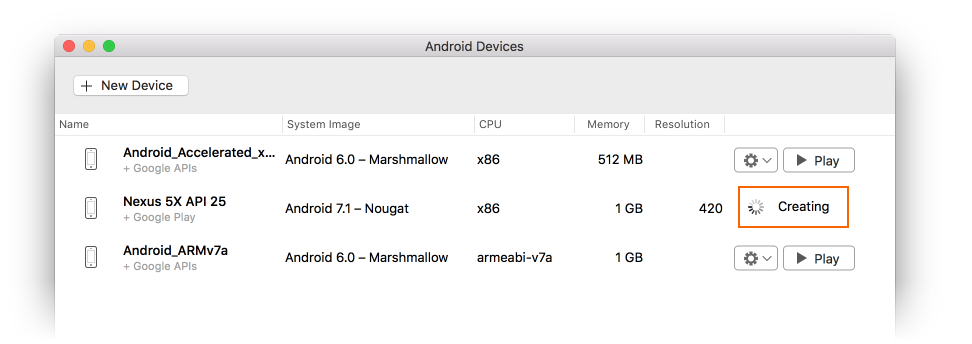 Android Devices
+ New Device
Name System Image CPU Memory Resolution
Android_Accelerated_x...
+ Google APIs
Android 6.0 – Marshmallow x86 512 MB Play
Nexus 5X API 25
+ Google Play
Android 7.1 – Nougat x86 1 GB 420 Creating
Android_ARMv7a
+ Google APIs
Android 6.0 – Marshmallow armeabi-v7a 1 GB Play